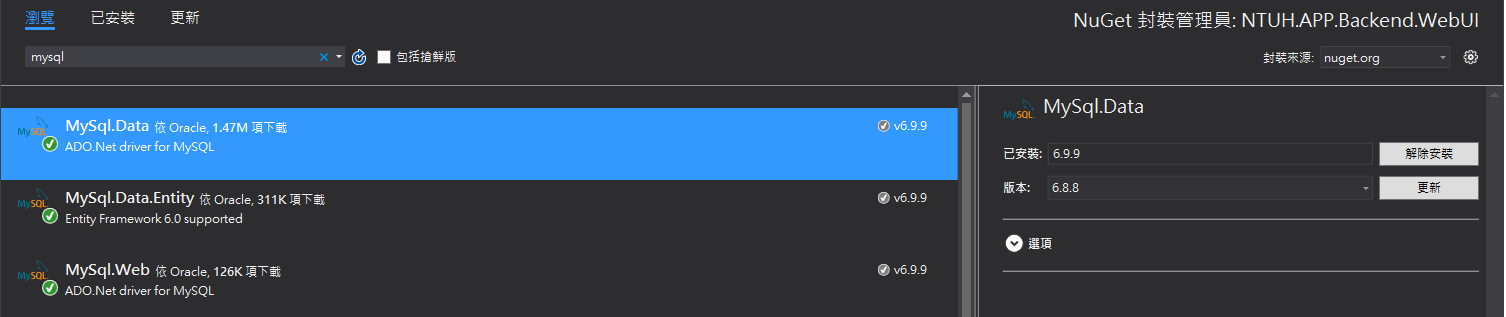 瀏覽 已安裝 更新
NuGet 封裝管理員: NTUH.APP.Backend.WebUI
mysql
包括搶鮮版
封裝來源: nuget.org
MySql.Data 依 Oracle, 1.47M 項下載
v6.9.9
ADO.Net driver for MySQL
MySql.Data.Entity 依 Oracle, 311K 項下載
v6.9.9
Entity Framework 6.0 supported
MySql.Web 依 Oracle, 126K 項下載
v6.9.9
ADO.Net driver for MySQL
MySQL
MySQL
MySQL
MySQL
MySql.Data
已安裝: 6.9.9 解除安裝
版本: 6.8.8 更新
選項